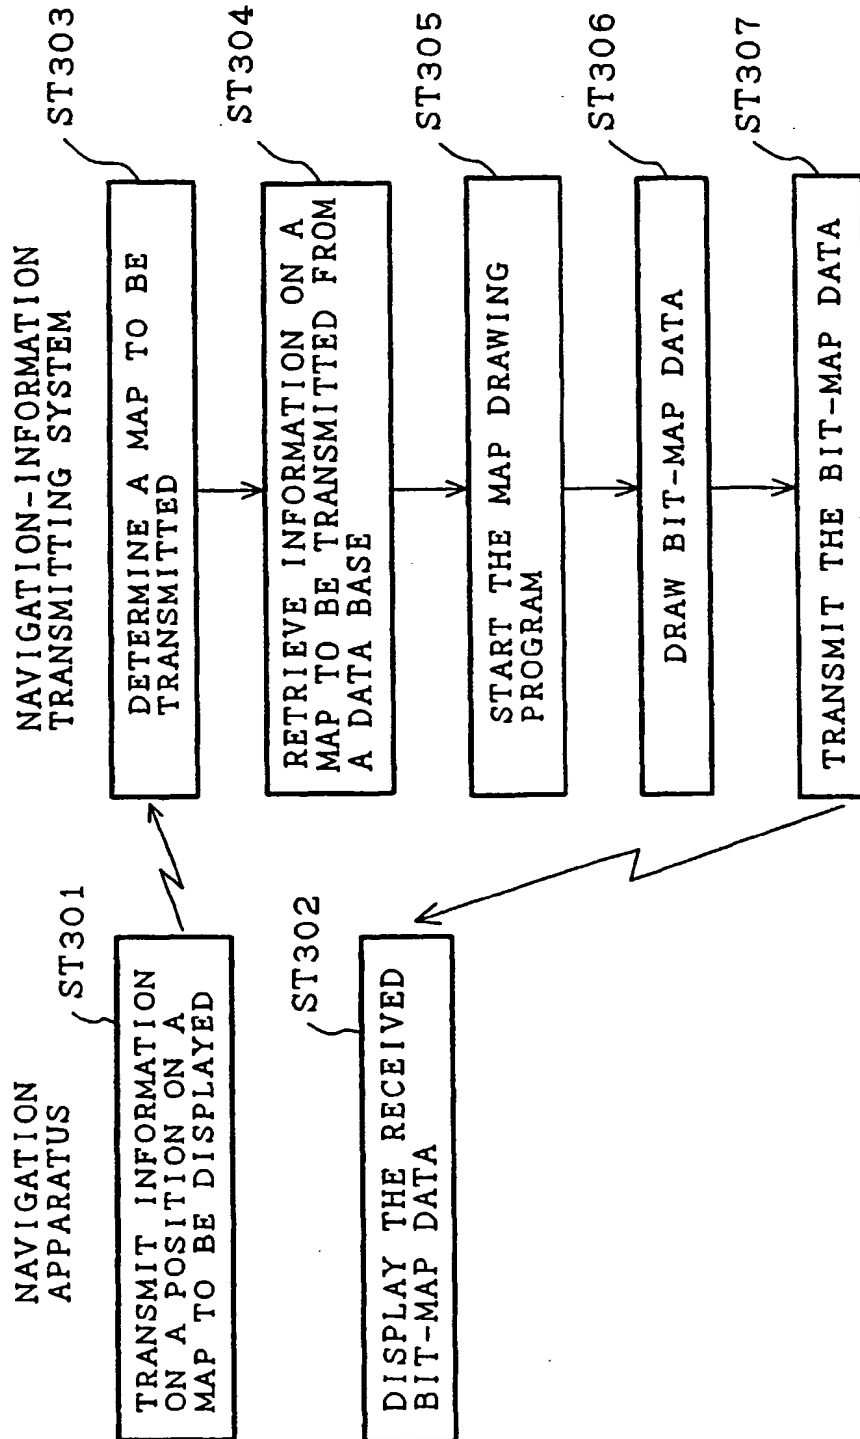 NAVIGATION
APPARATUS
ST301
TRANSMIT INFORMATION
ON A POSITION ON A
MAP TO BE DISPLAYED
ST302
DISPLAY THE RECEIVED
BIT-MAP DATA
NAVIGATION-INFORMATION
TRANSMITTING SYSTEM
ST303
DETERMINE A MAP TO BE
TRANSMITTED
ST304
RETRIEVE INFORMATION ON A
MAP TO BE TRANSMITTED FROM
A DATA BASE
ST305
START THE MAP DRAWING
PROGRAM
ST306
DRAW BIT-MAP DATA
ST307
TRANSMIT THE BIT-MAP DATA